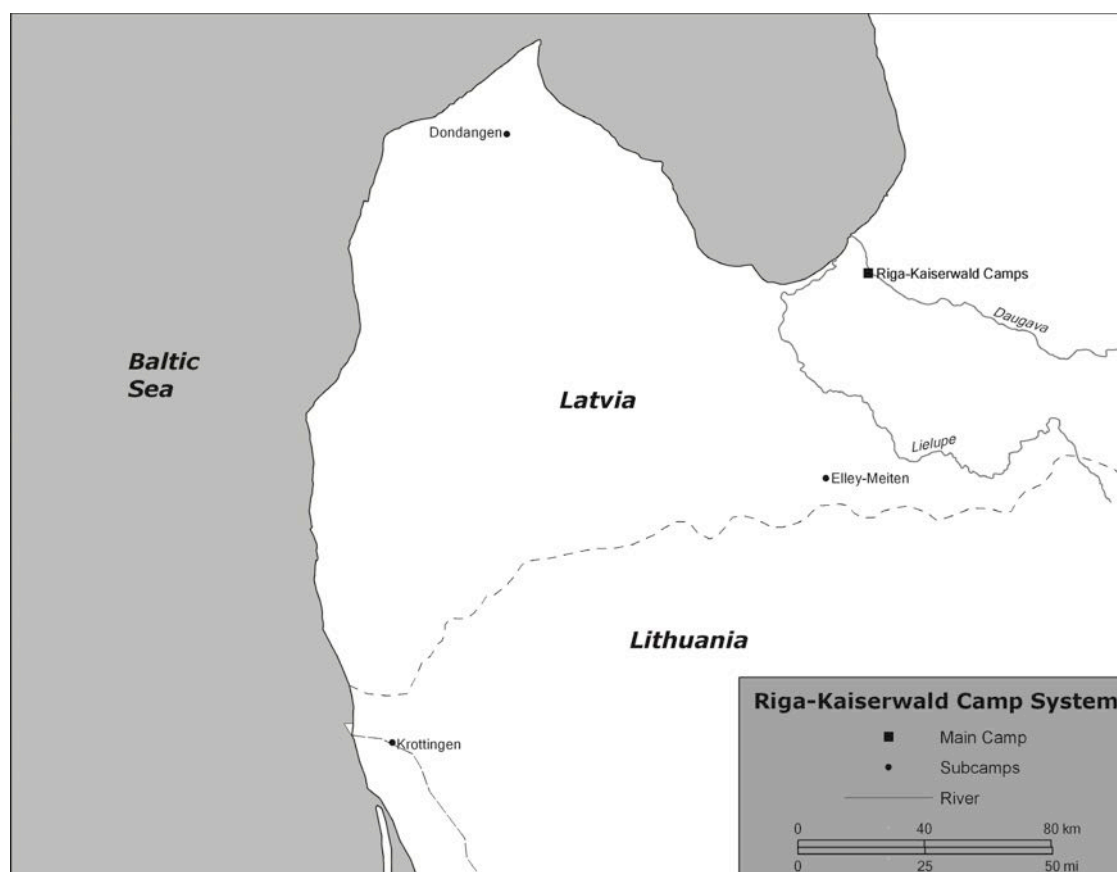 Dondangen
Riga-Kaiserwald Camps
Daugava
Baltic
Sea
Latvia
Lielupe
Elley-Meiten
Lithuania
Krottingen
Riga-Kaiserwald Camp System
Main Camp
Subcamps
River
0 40 80 km
0 25 50 mi